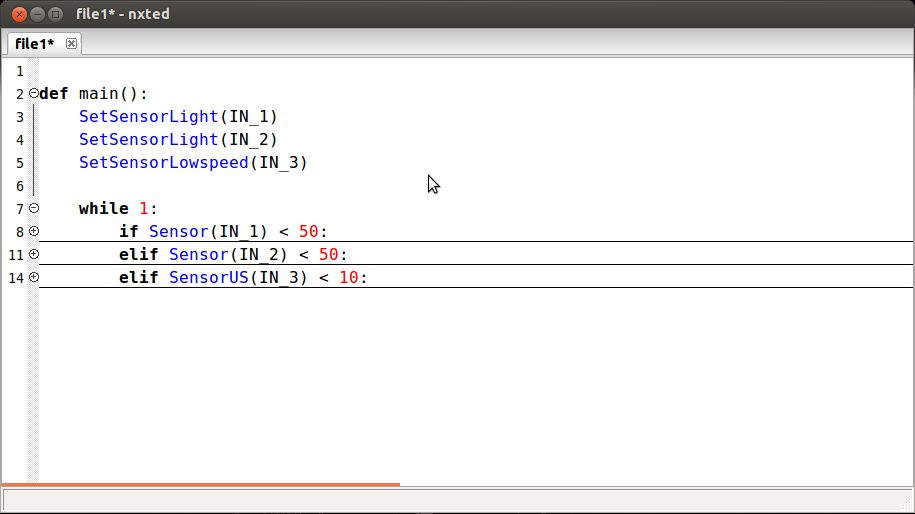 file1* - nxted
file1*
1
2 def main():
3     SetSensorLight(IN_1)
4     SetSensorLight(IN_2)
5     SetSensorLowspeed(IN_3)
6
7     while 1:
8         if Sensor(IN_1) < 50:
11         elif Sensor(IN_2) < 50:
14         elif SensorUS(IN_3) < 10: